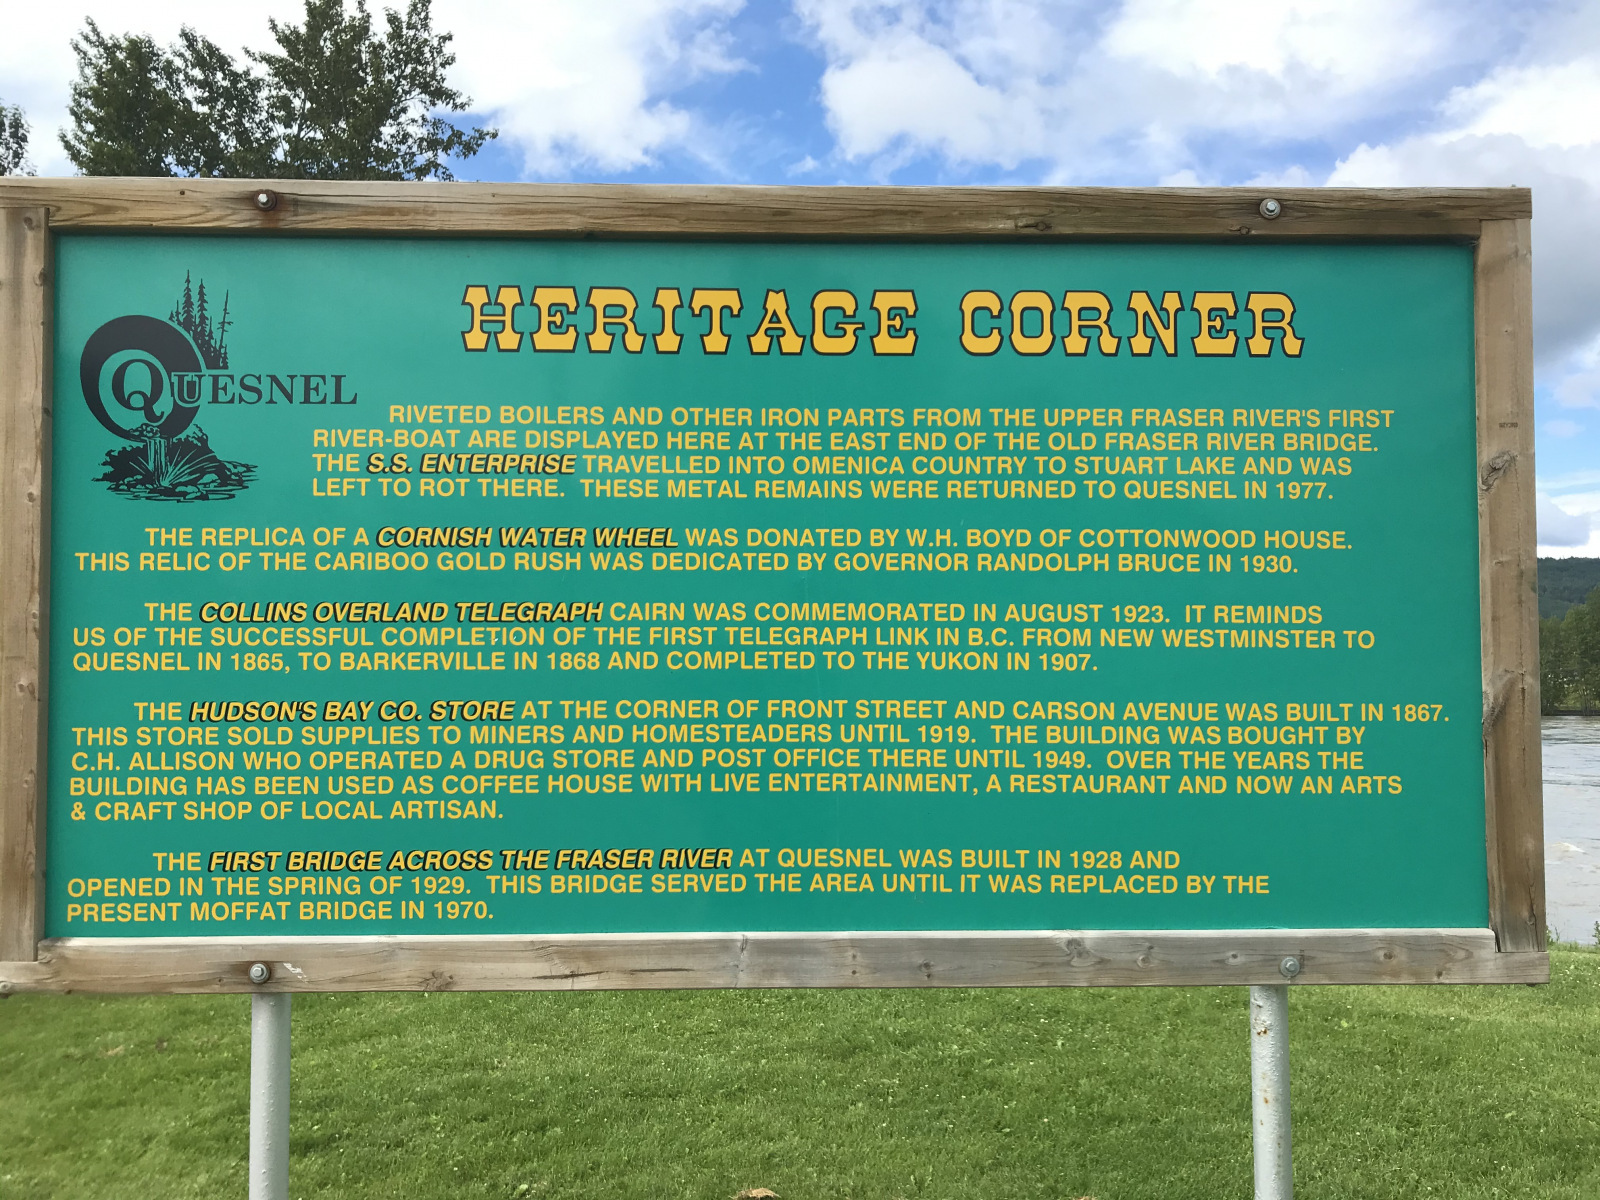 HERITAGE CORNER
QUESNEL
RIVETED BOILERS AND OTHER IRON PARTS FROM THE UPPER FRASER RIVER'S FIRST
RIVER-BOAT ARE DISPLAYED HERE AT THE EAST END OF THE OLD FRASER RIVER BRIDGE.
THE S.S. ENTERPRISE TRAVELLED INTO OMENICA COUNTRY TO STUART LAKE AND WAS
LEFT TO ROT THERE. THESE METAL REMAINS WERE RETURNED TO QUESNEL IN 1977.
THE REPLICA OF A CORNISH WATER WHEEL WAS DONATED BY W.H. BOYD OF COTTONWOOD HOUSE.
THIS RELIC OF THE CARIBOO GOLD RUSH WAS DEDICATED BY GOVERNOR RANDOLPH BRUCE IN 1930.
THE COLLINS OVERLAND TELEGRAPH CAIRN WAS COMMEMORATED IN AUGUST 1923. IT REMINDS
US OF THE SUCCESSFUL COMPLETION OF THE FIRST TELEGRAPH LINK IN B.C. FROM NEW WESTMINSTER TO
QUESNEL IN 1865, TO BARKERVILLE IN 1868 AND COMPLETED TO THE YUKON IN 1907.
THE HUDSON'S BAY CO. STORE AT THE CORNER OF FRONT STREET AND CARSON AVENUE WAS BUILT IN 1867.
THIS STORE SOLD SUPPLIES TO MINERS AND HOMESTEADERS UNTIL 1919. THE BUILDING WAS BOUGHT BY
C.H. ALLISON WHO OPERATED A DRUG STORE AND POST OFFICE THERE UNTIL 1949. OVER THE YEARS THE
BUILDING HAS BEEN USED AS COFFEE HOUSE WITH LIVE ENTERTAINMENT, A RESTAURANT AND NOW AN ARTS
& CRAFT SHOP OF LOCAL ARTISAN.
THE FIRST BRIDGE ACROSS THE FRASER RIVER AT QUESNEL WAS BUILT IN 1928 AND
OPENED IN THE SPRING OF 1929. THIS BRIDGE SERVED THE AREA UNTIL IT WAS REPLACED BY THE
PRESENT MOFFAT BRIDGE IN 1970.